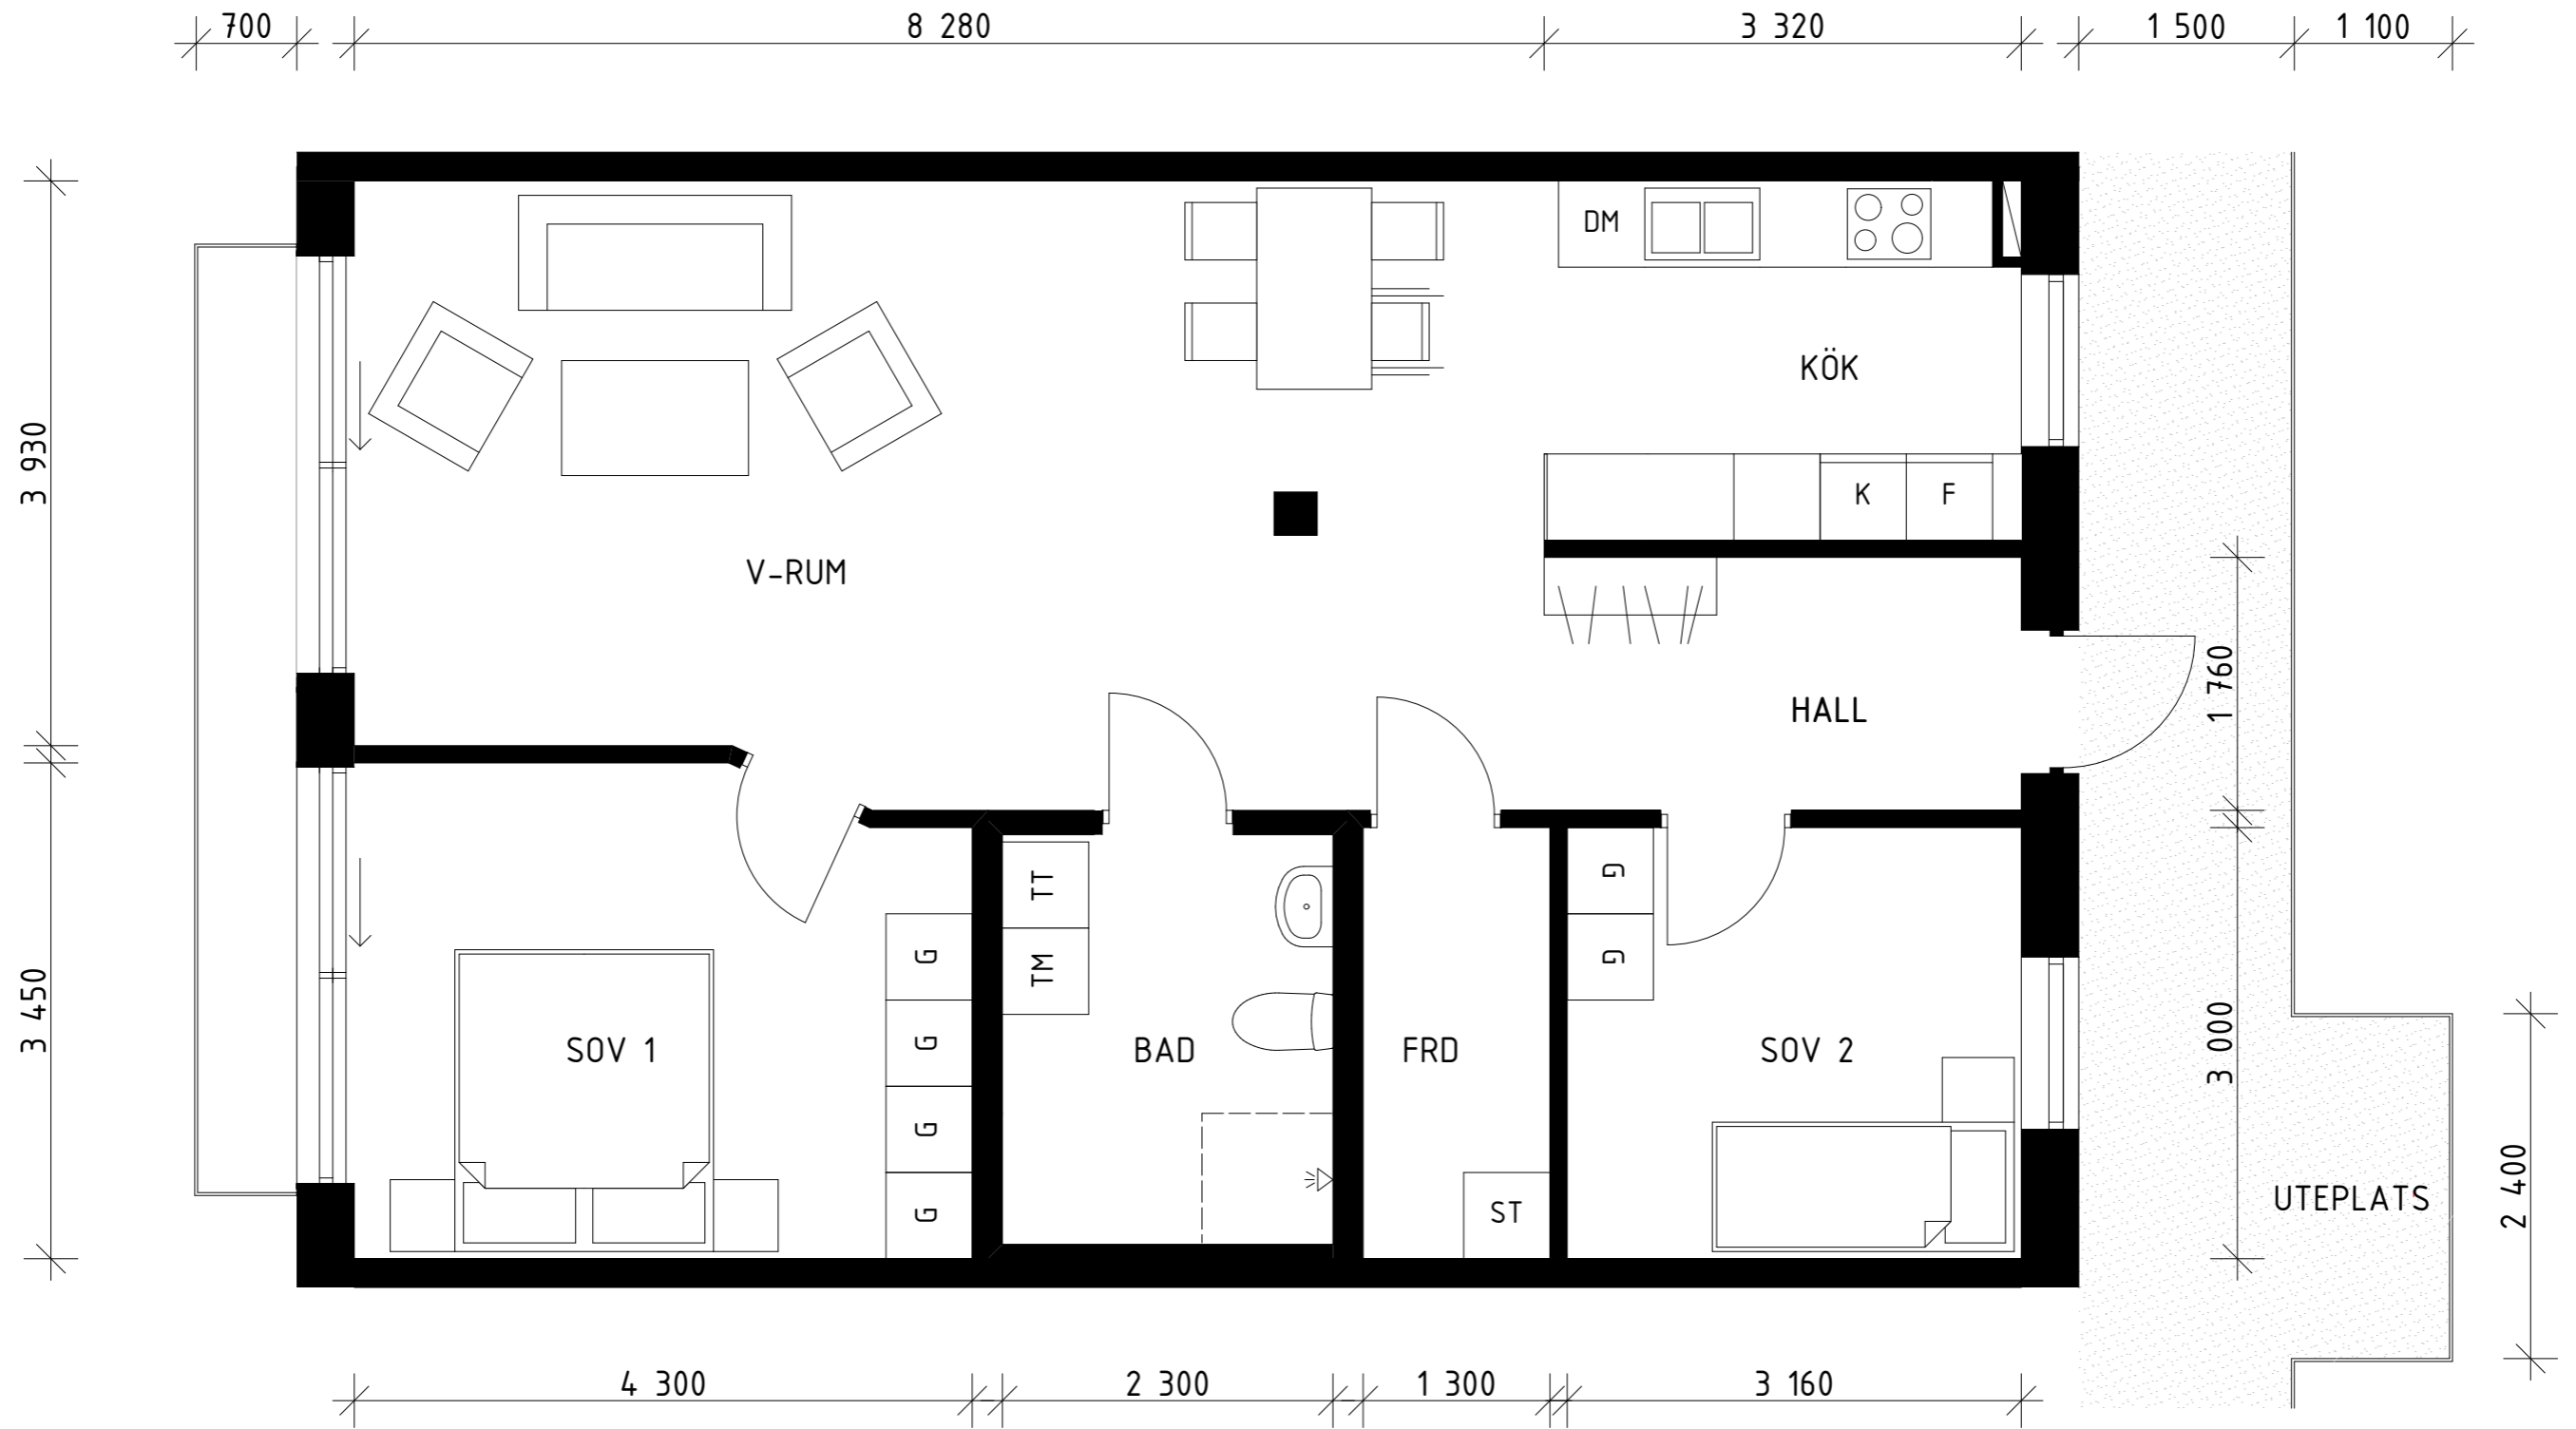 700
8 280
3 320
1 500
1 100
DM
KÖK
3 930
K
F
V-RUM
1 760
HALL
TT
G
G
TM
G
G
3 450
SOV 1
BAD
FRD
SOV 2
3 000
G
G
ST
UTEPLATS
2 400
4 300
2 300
1 300
3 160